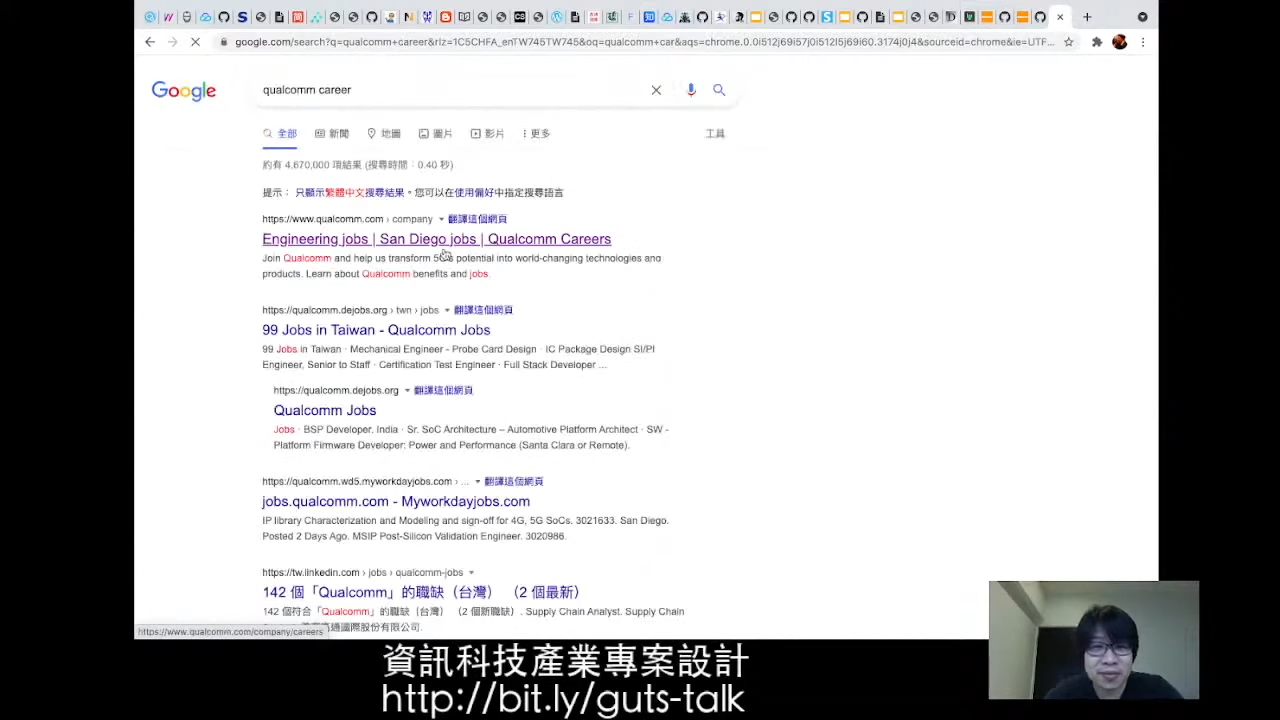 google.com/search?q=qualcomm+career&rlz=1C5CHFA_enTW745TW745&oq=qualcomm+car&aqs=chrome.0.0i512j69i57j0i512l5j69i60.3174j0j4&sourceid=chrome&ie=UTF...
Google
qualcomm career
全部 新聞 地圖 圖片 影片 更多 工具
約有 4,670,000 項結果 (搜尋時間：0.40 秒)
提示： 只顯示繁體中文搜尋結果。您可以在使用偏好中指定搜尋語言
https://www.qualcomm.com › company 翻譯這個網頁
Engineering jobs | San Diego jobs | Qualcomm Careers
Join Qualcomm and help us transform 5G's potential into world-changing technologies and
products. Learn about Qualcomm benefits and jobs.
https://qualcomm.dejobs.org › twn › jobs 翻譯這個網頁
99 Jobs in Taiwan - Qualcomm Jobs
99 Jobs in Taiwan · Mechanical Engineer - Probe Card Design · IC Package Design SI/PI
Engineer, Senior to Staff · Certification Test Engineer · Full Stack Developer ...
https://qualcomm.dejobs.org 翻譯這個網頁
Qualcomm Jobs
Jobs · BSP Developer. India · Sr. SoC Architecture – Automotive Platform Architect · SW -
Platform Firmware Developer: Power and Performance (Santa Clara or Remote).
https://qualcomm.wd5.myworkdayjobs.com › ... 翻譯這個網頁
jobs.qualcomm.com - Myworkdayjobs.com
IP library Characterization and Modeling and sign-off for 4G, 5G SoCs. 3021633. San Diego.
Posted 2 Days Ago. MSIP Post-Silicon Validation Engineer. 3020986.
https://tw.linkedin.com › jobs › qualcomm-jobs
142 個「Qualcomm」的職缺（台灣）（2 個最新）
142 個符合「Qualcomm」的職缺（台灣）（2 個新職缺）. Supply Chain Analyst. Supply Chain
高通國際股份有限公司.
https://www.qualcomm.com/company/careers
資訊科技產業專案設計
http://bit.ly/guts-talk